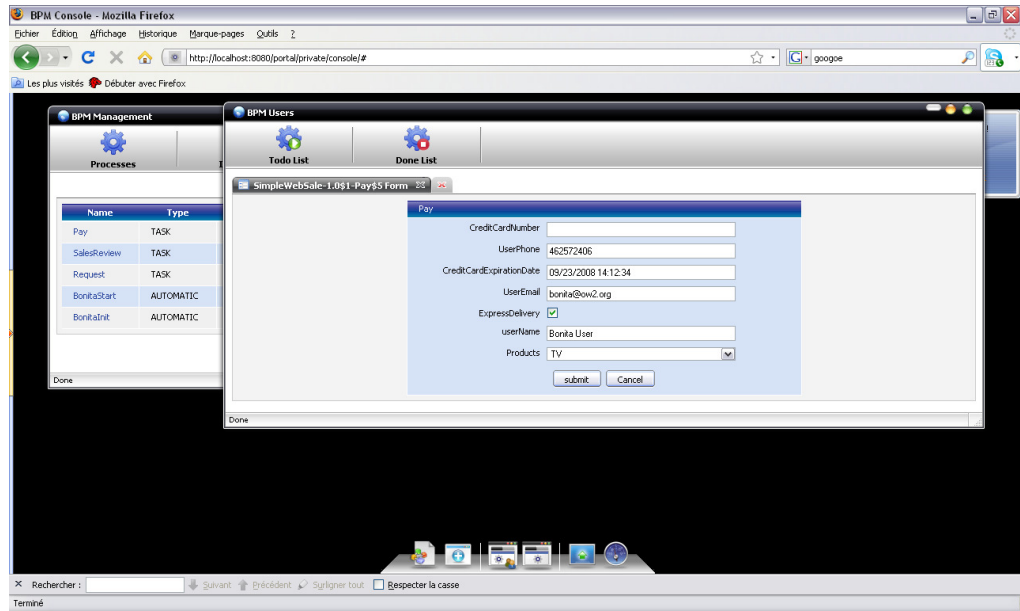 BPM Console - Mozilla Firefox
Fichier Édition Affichage Historique Marque-pages Outils ?
http://localhost:8080/portal/private/console/# googoe
Les plus visités Débuter avec Firefox
BPM Management
Processes
Name Type
Pay TASK
SalesReview TASK
Request TASK
BonitaStart AUTOMATIC
BonitaInit AUTOMATIC
Done
BPM Users
Todo List Done List
SimpleWebSale-1.0$1-Pay$5 Form
Pay
CreditCardNumber
UserPhone 462572406
CreditCardExpirationDate 09/23/2008 14:12:34
UserEmail bonita@ow2.org
ExpressDelivery
userName Bonita User
Products TV
submit Cancel
Done
Rechercher : Suivant Précédent Surligner tout Respecter la casse
Terminé